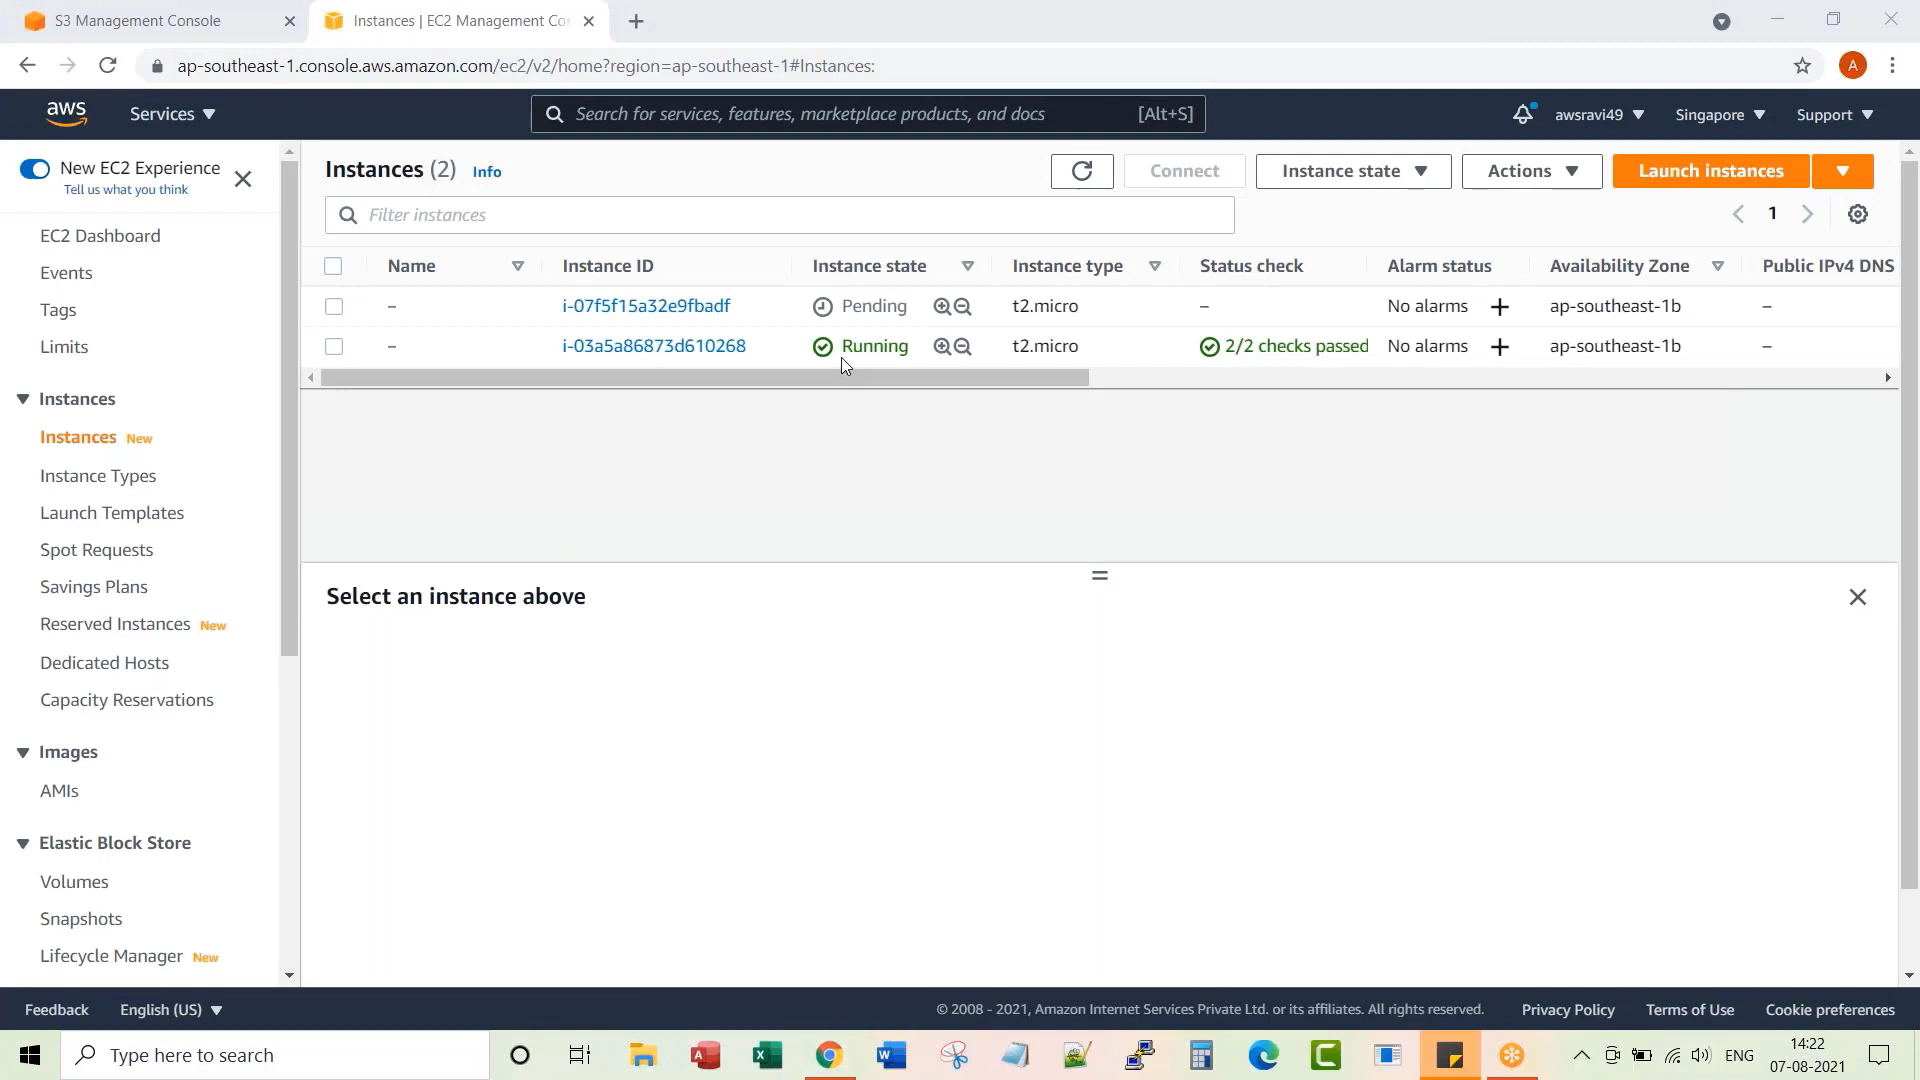 S3 Management Console
Instances | EC2 Management Con
ap-southeast-1.console.aws.amazon.com/ec2/v2/home?region=ap-southeast-1#Instances:
A
aws
Services
Search for services, features, marketplace products, and docs
[Alt+S]
awsravi49
Singapore
Support
New EC2 Experience
Tell us what you think
EC2 Dashboard
Events
Tags
Limits
Instances
Instances New
Instance Types
Launch Templates
Spot Requests
Savings Plans
Reserved Instances New
Dedicated Hosts
Capacity Reservations
Images
AMIs
Elastic Block Store
Volumes
Snapshots
Lifecycle Manager New
Instances (2) Info
Connect
Instance state
Actions
Launch instances
Filter instances
1
Name Instance ID Instance state Instance type Status check Alarm status Availability Zone Public IPv4 DNS
– i-07f5f15a32e9fbadf Pending t2.micro – No alarms + ap-southeast-1b –
– i-03a5a86873d610268 Running t2.micro 2/2 checks passed No alarms + ap-southeast-1b –
Select an instance above
Feedback
English (US)
© 2008 - 2021, Amazon Internet Services Private Ltd. or its affiliates. All rights reserved.
Privacy Policy
Terms of Use
Cookie preferences
Type here to search
ENG
14:22
07-08-2021